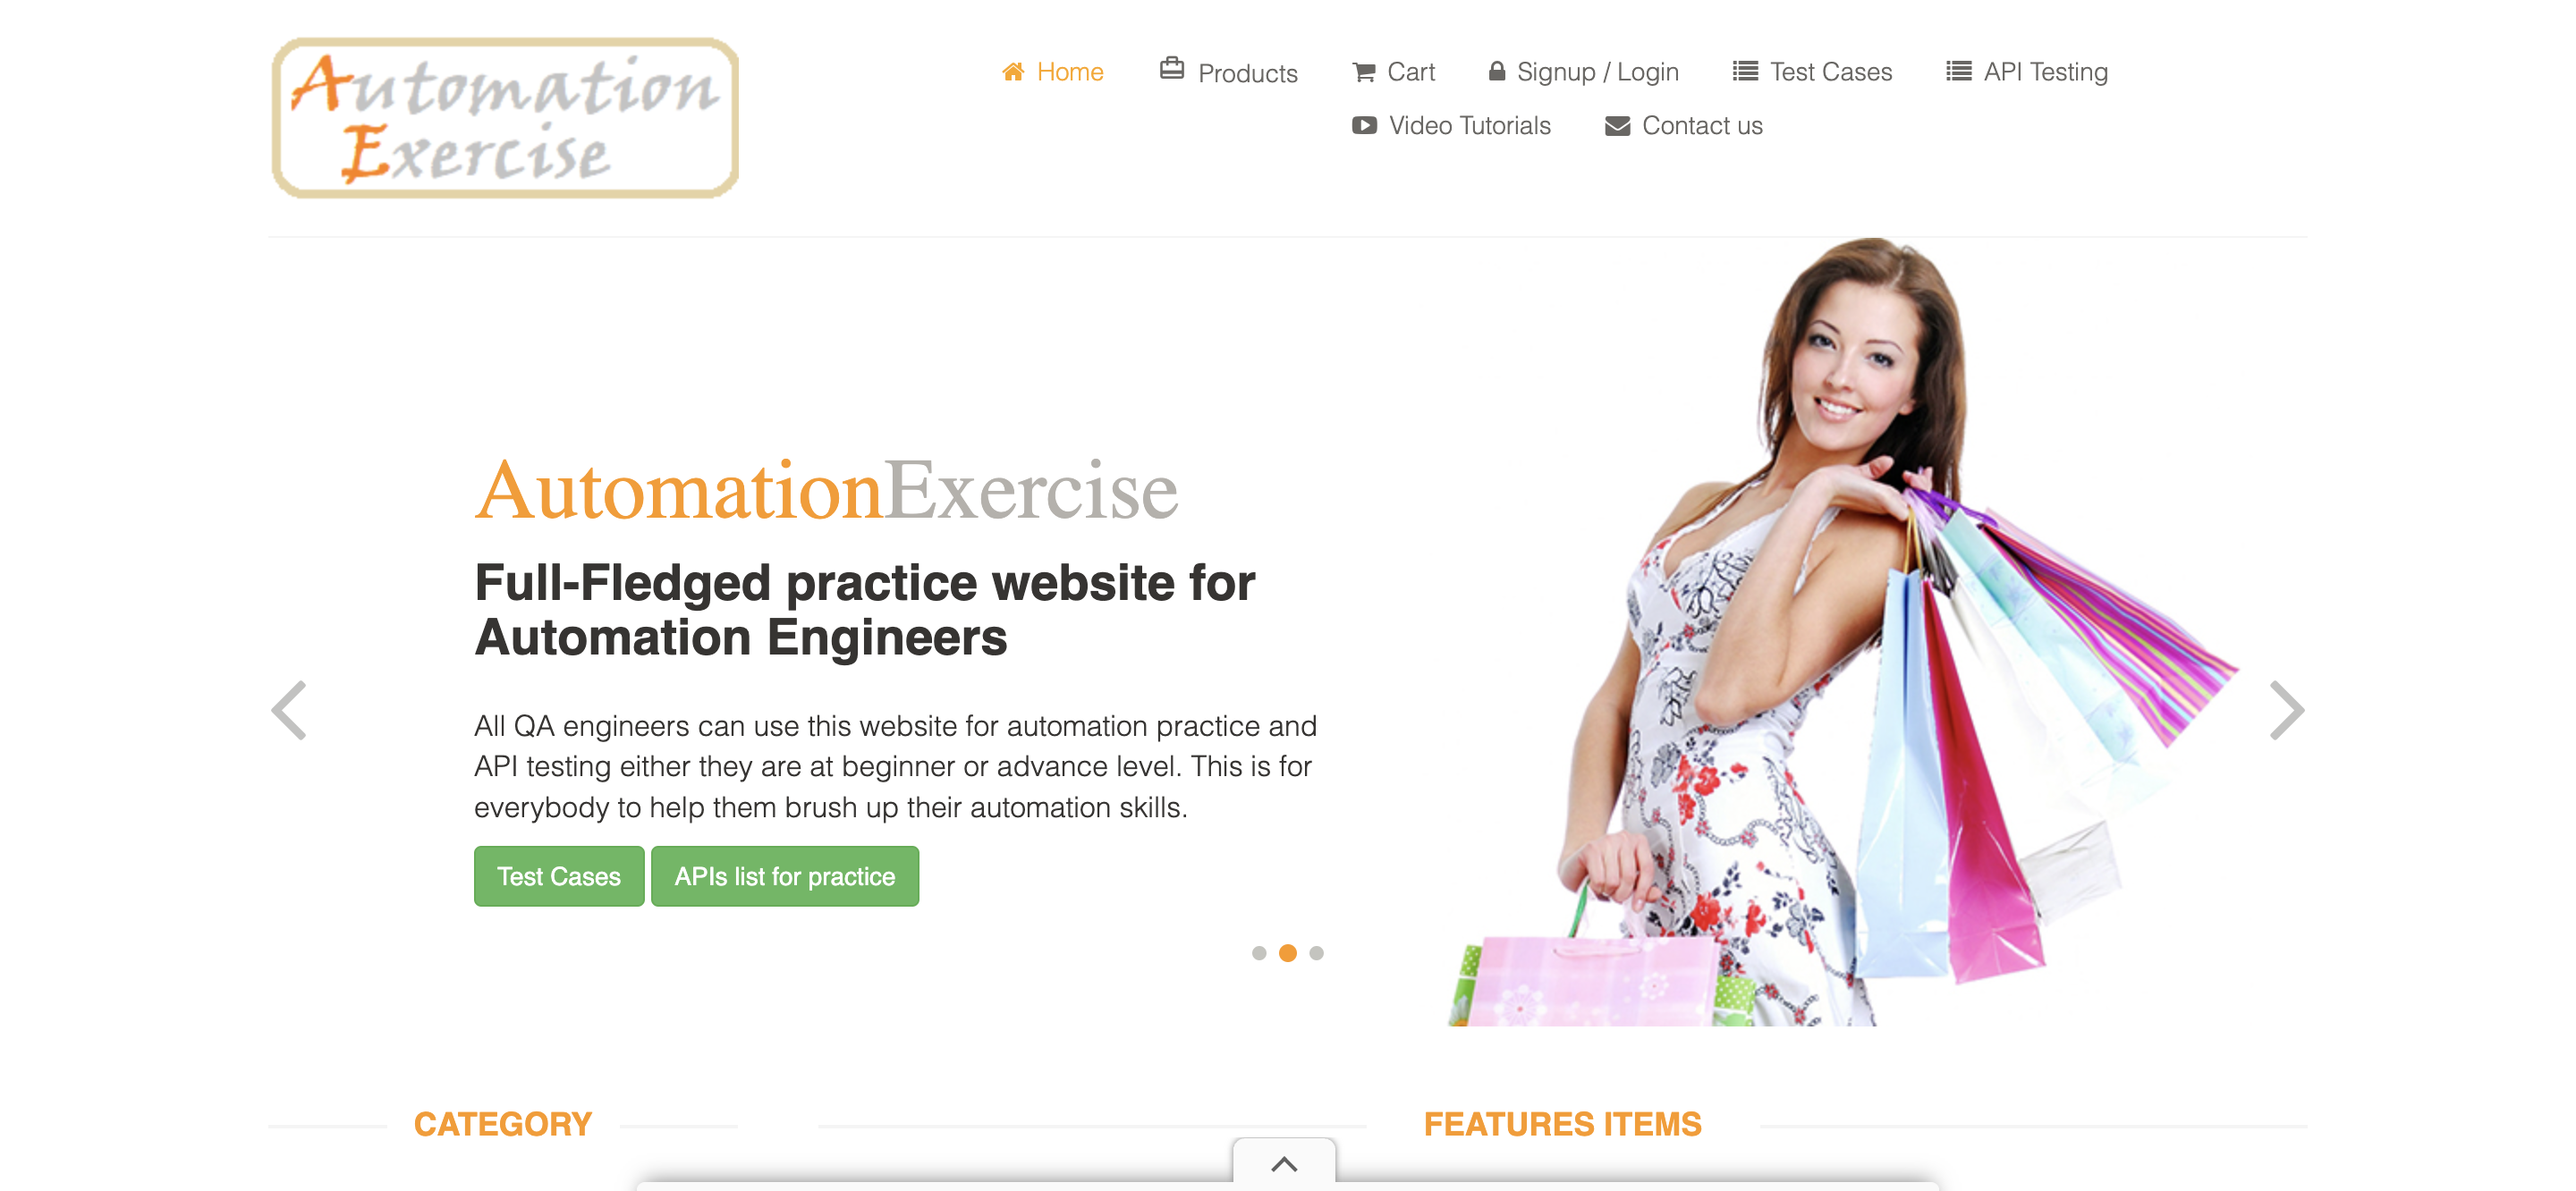 Automation
Exercise
Home Products Cart Signup / Login Test Cases API Testing
Video Tutorials Contact us
AutomationExercise
Full-Fledged practice website for
Automation Engineers
All QA engineers can use this website for automation practice and
API testing either they are at beginner or advance level. This is for
everybody to help them brush up their automation skills.
Test Cases APIs list for practice
CATEGORY
FEATURES ITEMS